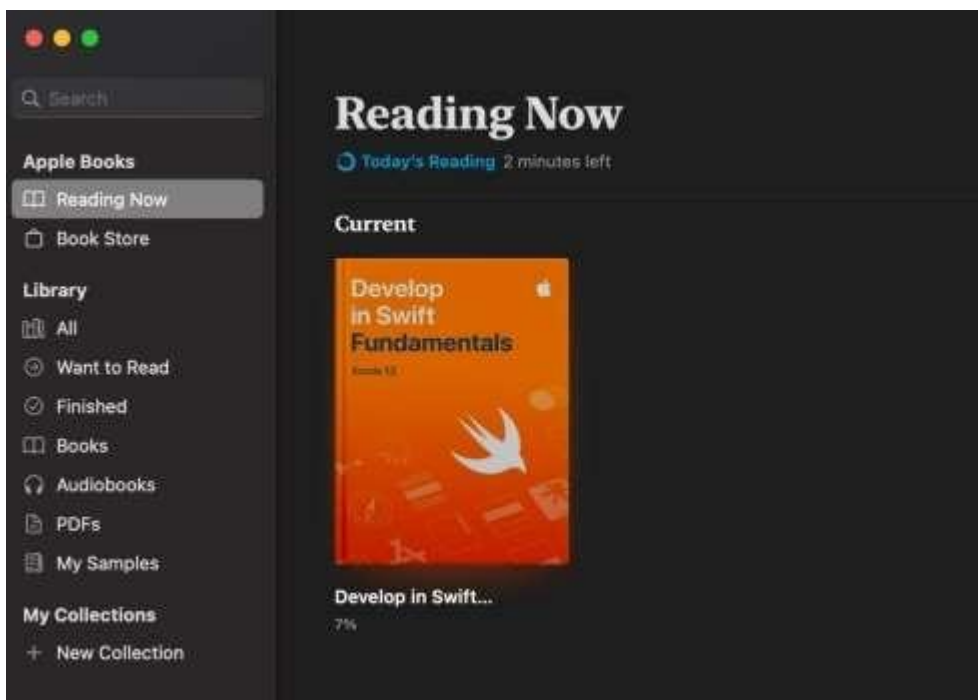 Search
Apple Books
Reading Now
Book Store
Library
All
Want to Read
Finished
Books
Audiobooks
PDFs
My Samples
My Collections
New Collection
Reading Now
Today's Reading 2 minutes left
Current
Develop
in Swift
Fundamentals
Develop in Swift...
7%